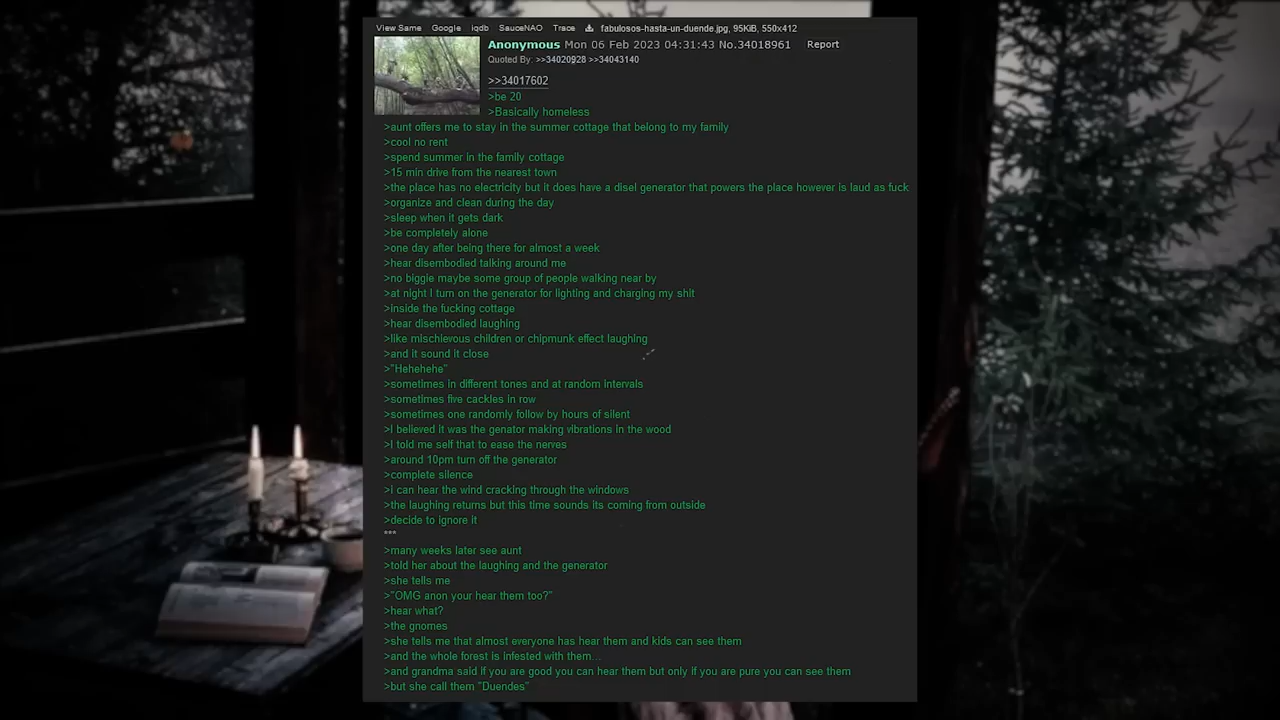 View Same Google iqdb SauceNAO Trace fabulosos-hasta-un-duende.jpg, 95KiB, 550x412
Anonymous Mon 06 Feb 2023 04:31:43 No.34018961 Report
Quoted By: >>34020928 >>34043140
>>34017602
>be 20
>Basically homeless
>aunt offers me to stay in the summer cottage that belong to my family
>cool no rent
>spend summer in the family cottage
>15 min drive from the nearest town
>the place has no electricity but it does have a disel generator that powers the place however is laud as fuck
>organize and clean during the day
>sleep when it gets dark
>be completely alone
>one day after being there for almost a week
>hear disembodied talking around me
>no biggie maybe some group of people walking near by
>at night I turn on the generator for lighting and charging my shit
>inside the fucking cottage
>hear disembodied laughing
>like mischievous children or chipmunk effect laughing
>and it sound it close
>"Hehehehe"
>sometimes in different tones and at random intervals
>sometimes five cackles in row
>sometimes one randomly follow by hours of silent
>I believed it was the genator making vibrations in the wood
>I told me self that to ease the nerves
>around 10pm turn off the generator
>complete silence
>i can hear the wind cracking through the windows
>the laughing returns but this time sounds its coming from outside
>decide to ignore it
***
>many weeks later see aunt
>told her about the laughing and the generator
>she tells me
>"OMG anon your hear them too?"
>hear what?
>the gnomes
>she tells me that almost everyone has hear them and kids can see them
>and the whole forest is infested with them...
>and grandma said if you are good you can hear them but only if you are pure you can see them
>but she call them "Duendes"